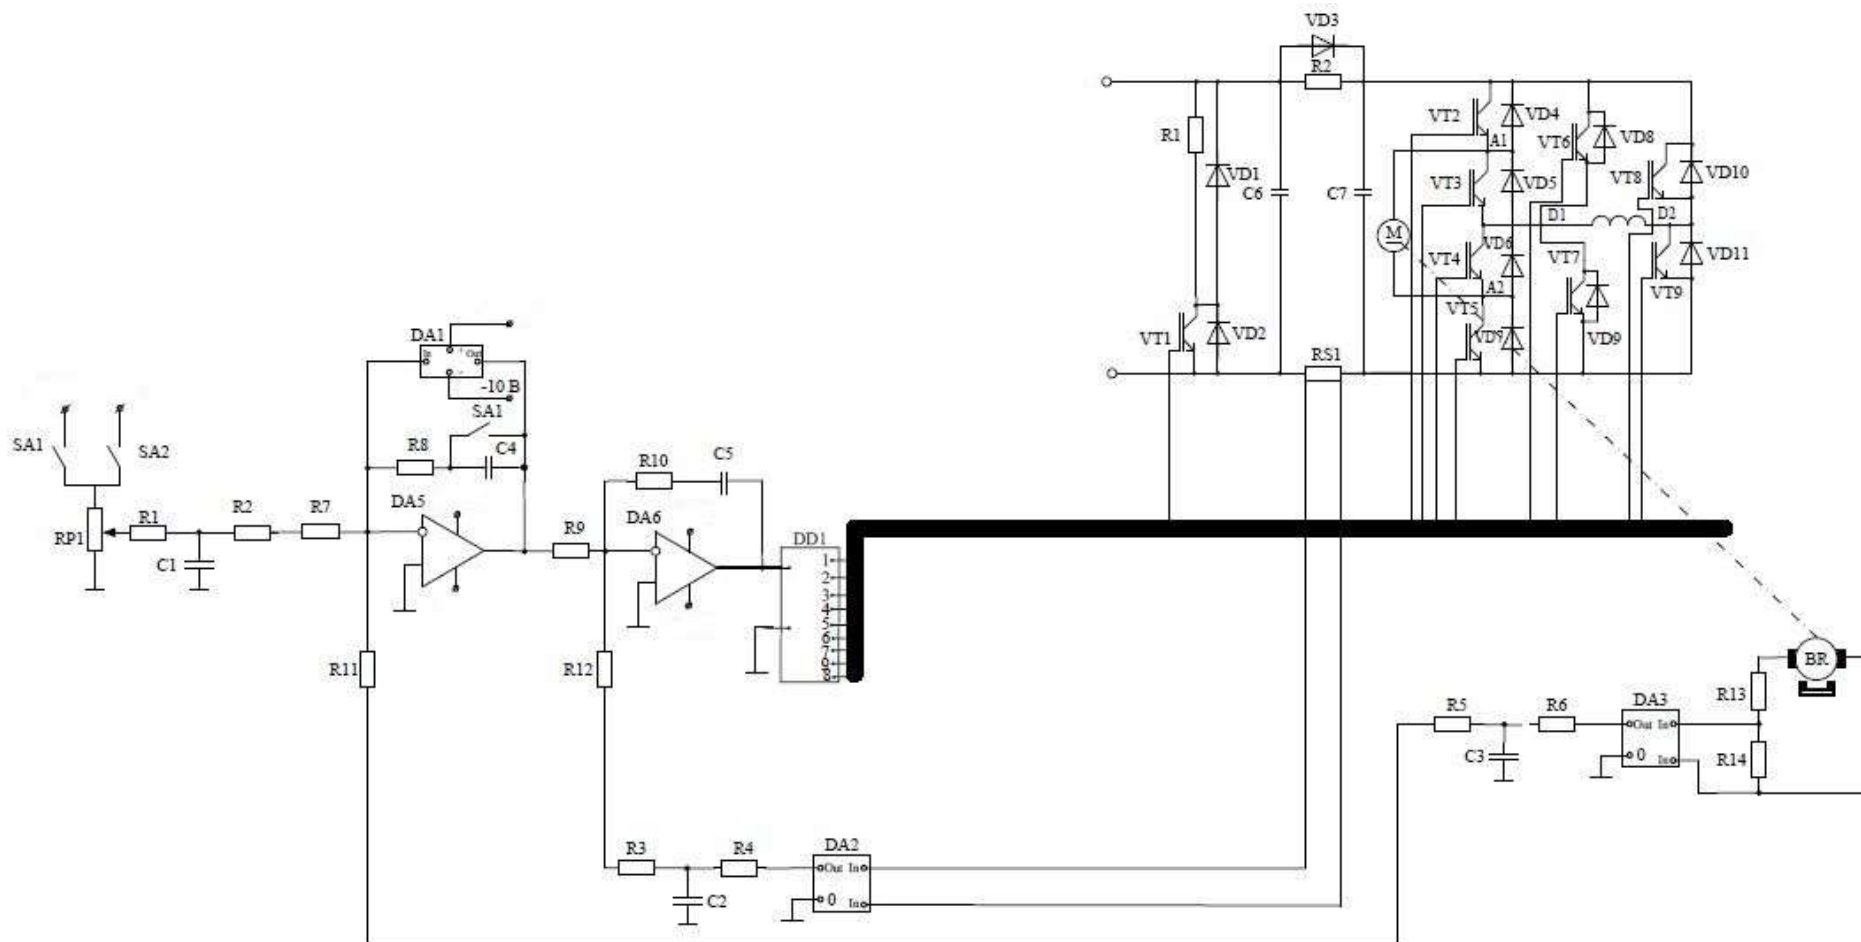 VD3
R2
VT2
VD4
A1
VT6
VD8
R1
VD1
C6
C7
VT3
VD5
VT8
VD10
D1
D2
M
VD6
VT4
VT7
VD11
A2
VT5
VT9
VT1
VD2
RS1
VD7
VD9
DA1
In
Out
+
-
-10 В
SA1
SA1
SA2
R8
C4
R10
C5
DA5
DA6
R1
R2
R7
R9
RP1
C1
DD1
1
2
3
4
5
6
7
9
8
R11
R12
BR
R13
R5
R6
DA3
Out In
C3
0
In
R14
R3
R4
DA2
Out In
C2
0
In